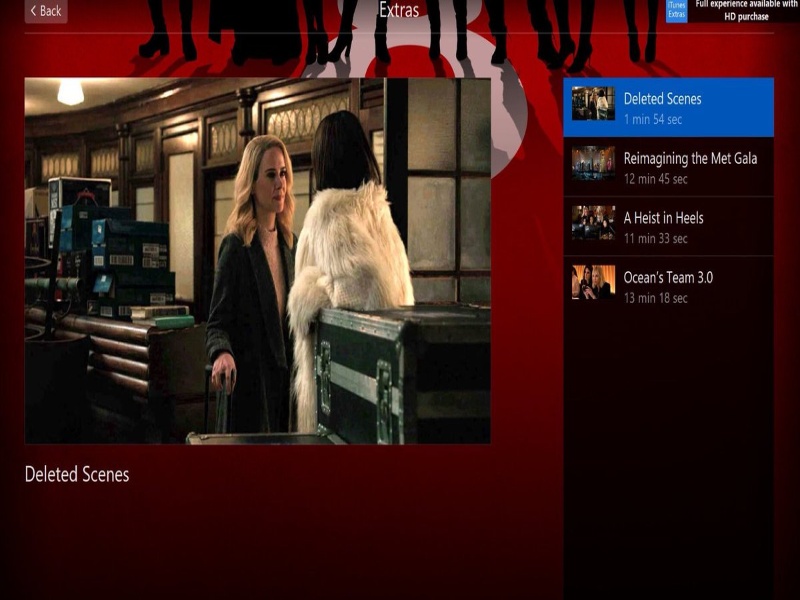 Back
Extras
iTunes
Extras
Full experience available with
HD purchase
Deleted Scenes
1 min 54 sec
Reimagining the Met Gala
12 min 45 sec
A Heist in Heels
11 min 33 sec
Ocean's Team 3.0
13 min 18 sec
Deleted Scenes